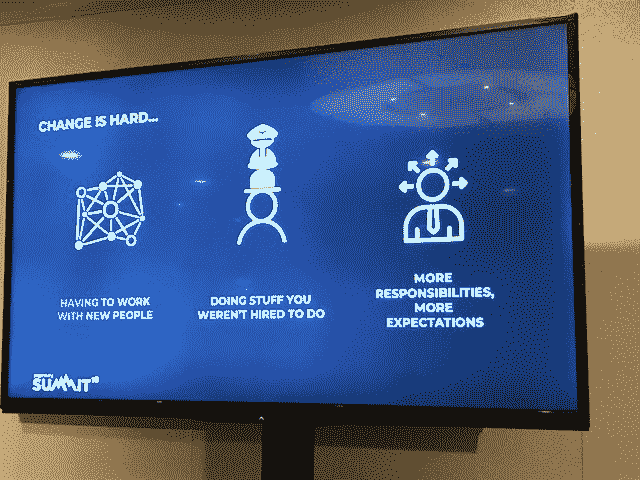 CHANGE IS HARD...
HAVING TO WORK
WITH NEW PEOPLE
DOING STUFF YOU
WEREN'T HIRED TO DO
MORE
RESPONSIBILITIES,
MORE
EXPECTATIONS
SUMMIT